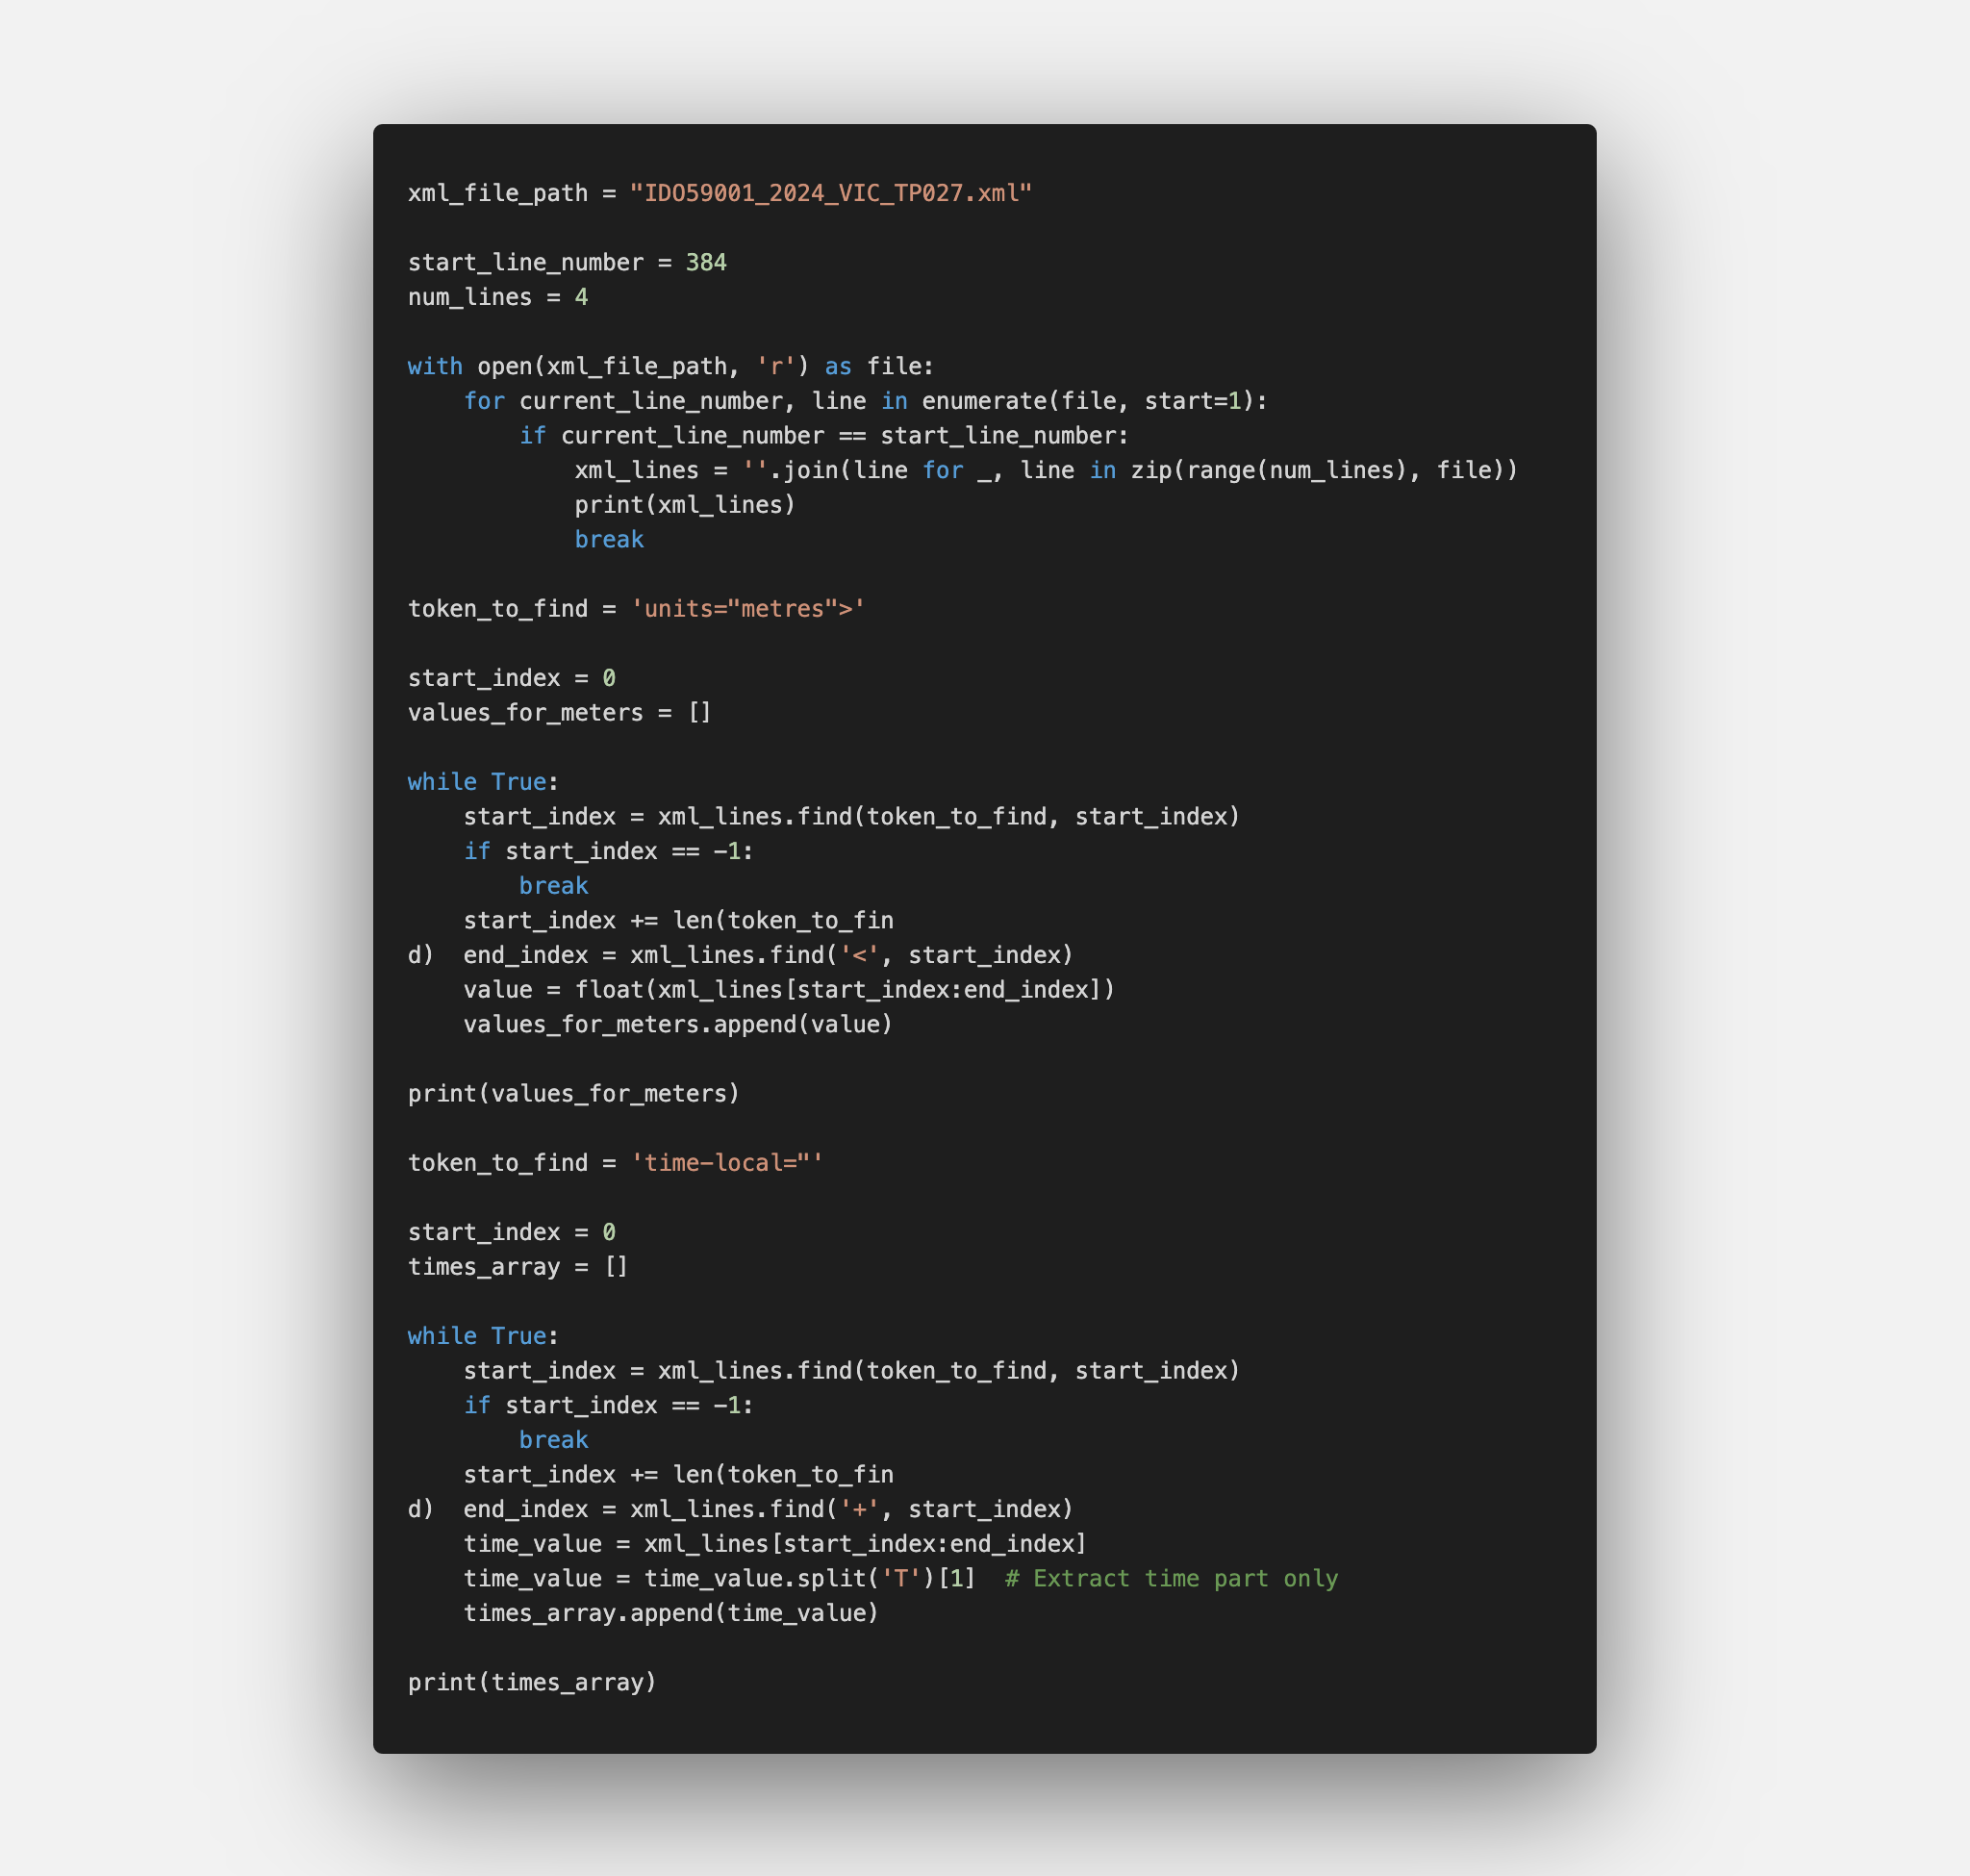 xml_file_path = "IDO59001_2024_VIC_TP027.xml"

start_line_number = 384
num_lines = 4

with open(xml_file_path, 'r') as file:
    for current_line_number, line in enumerate(file, start=1):
        if current_line_number == start_line_number:
            xml_lines = ''.join(line for _, line in zip(range(num_lines), file))
            print(xml_lines)
            break

token_to_find = 'units="metres">'

start_index = 0
values_for_meters = []

while True:
    start_index = xml_lines.find(token_to_find, start_index)
    if start_index == -1:
        break
    start_index += len(token_to_fin
d)  end_index = xml_lines.find('<', start_index)
    value = float(xml_lines[start_index:end_index])
    values_for_meters.append(value)

print(values_for_meters)

token_to_find = 'time-local="'

start_index = 0
times_array = []

while True:
    start_index = xml_lines.find(token_to_find, start_index)
    if start_index == -1:
        break
    start_index += len(token_to_fin
d)  end_index = xml_lines.find('+', start_index)
    time_value = xml_lines[start_index:end_index]
    time_value = time_value.split('T')[1]  # Extract time part only
    times_array.append(time_value)

print(times_array)